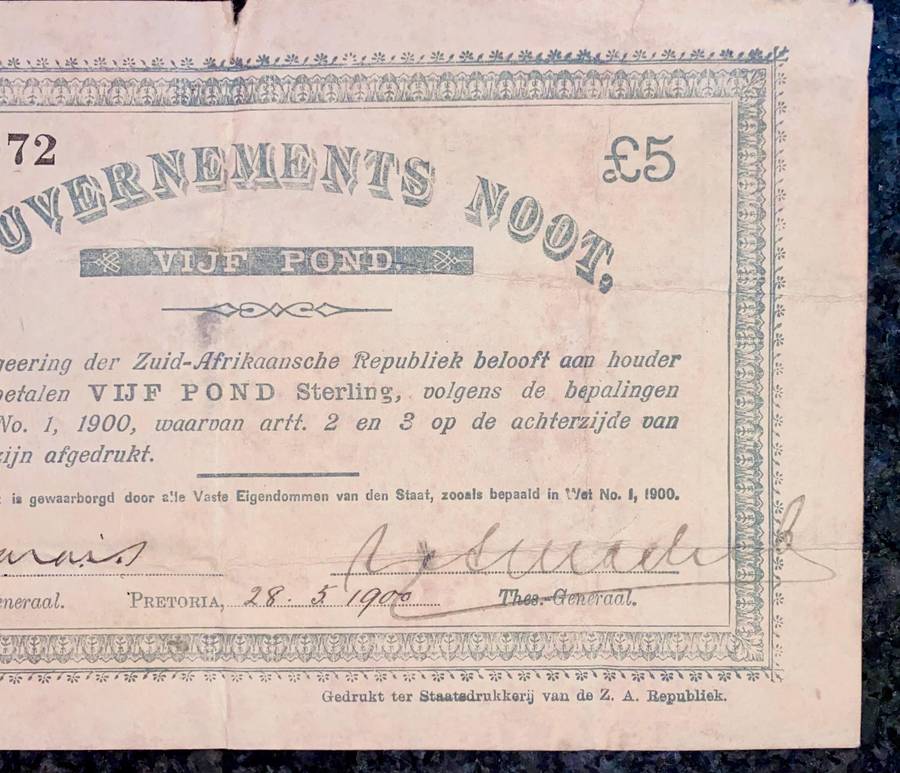 72
£5
UVERNEMENTS NOOT,
VIJF POND.
geering der Zuid-Afrikaansche Republiek belooft aan houder
betalen VIJF POND Sterling, volgens de bepalingen
No. 1, 1900, waarvan artt. 2 en 3 op de achterzijde van
zijn afgedrukt.
is gewaarborgd door alle Vaste Eigendommen van den Staat, zooals bepaald in Wet No. 1, 1900.
eneraal. PRETORIA, 28. 5 1900 Thes.-Generaal.
Gedrukt ter Staatsdrukkerij van de Z. A. Republiek.